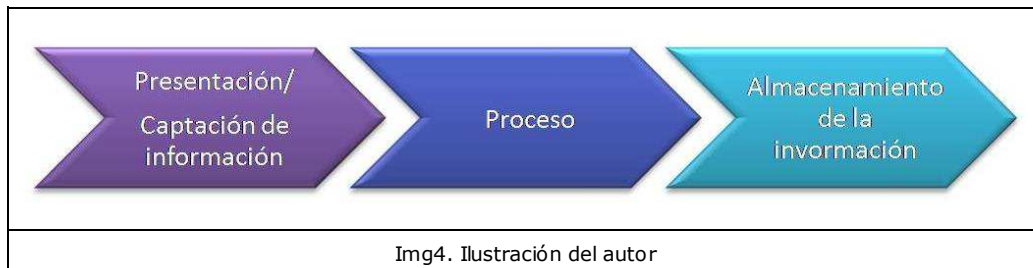 Presentación/
Captación de
información
Proceso
Almacenamiento
de la
invormación
Img4. Ilustración del autor